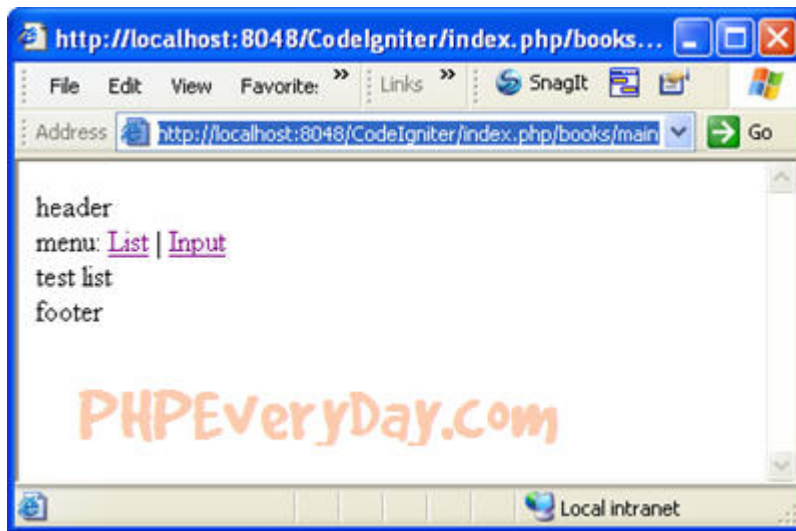 http://localhost:8048/CodeIgniter/index.php/books...
File Edit View Favorite: » Links » SnagIt
Address http://localhost:8048/CodeIgniter/index.php/books/main Go
header
menu: List | Input
test list
footer
PHPEveryDay.com
Local intranet